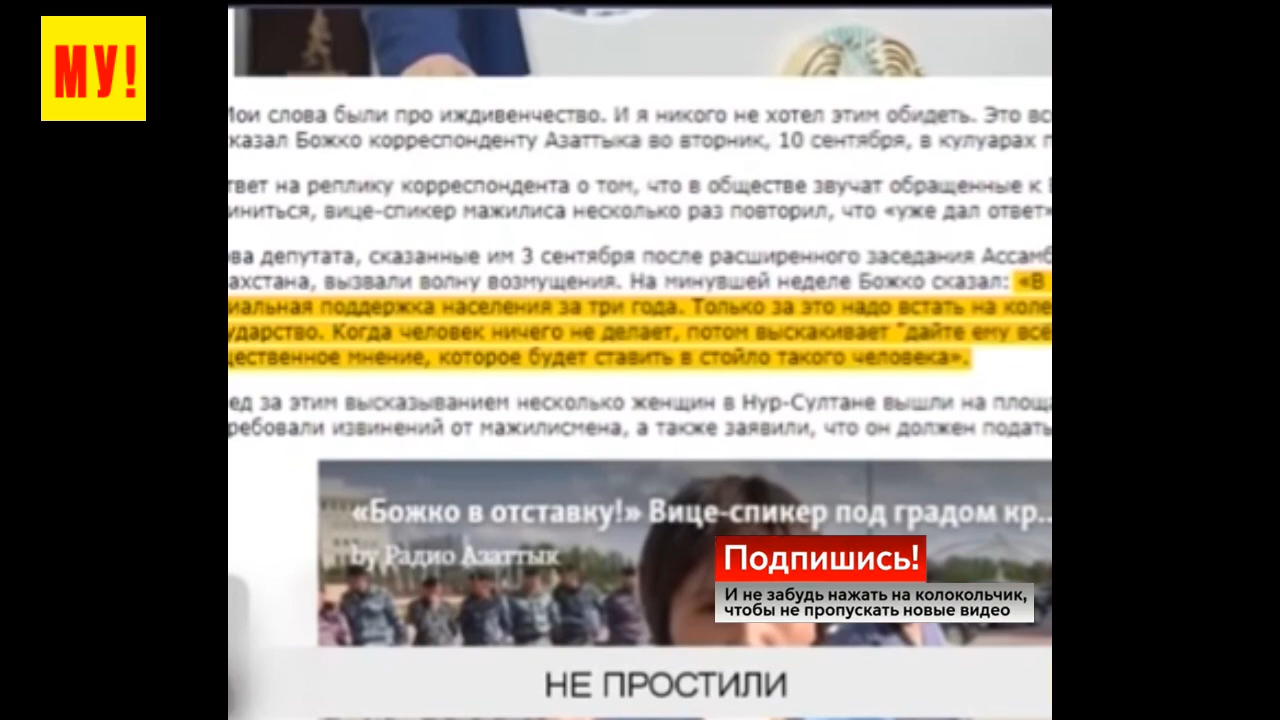 МУ!
Мои слова были про иждивенчество. И я никого не хотел этим обидеть. Это вс
казал Божко корреспонденту Азаттыка во вторник, 10 сентября, в кулуарах п
твет на реплику корреспондента о том, что в обществе звучат обращенные к Б
иниться, вице-спикер мажилиса несколько раз повторил, что «уже дал ответ»
ва депутата, сказанные им 3 сентября после расширенного заседания Ассамб
ахстана, вызвали волну возмущения. На минувшей неделе Божко сказал: «В
иальная поддержка населения за три года. Только за это надо встать на коле
ударство. Когда человек ничего не делает, потом выскакивает "дайте ему всё
щественное мнение, которое будет ставить в стойло такого человека».
ед за этим высказыванием несколько женщин в Нур-Султане вышли на площа
ребовали извинений от мажилисмена, а также заявили, что он должен подать
«Божко в отставку!» Вице-спикер под градом кр...
by Радио Азаттык
Подпишись!
И не забудь нажать на колокольчик,
чтобы не пропускать новые видео
НЕ ПРОСТИЛИ